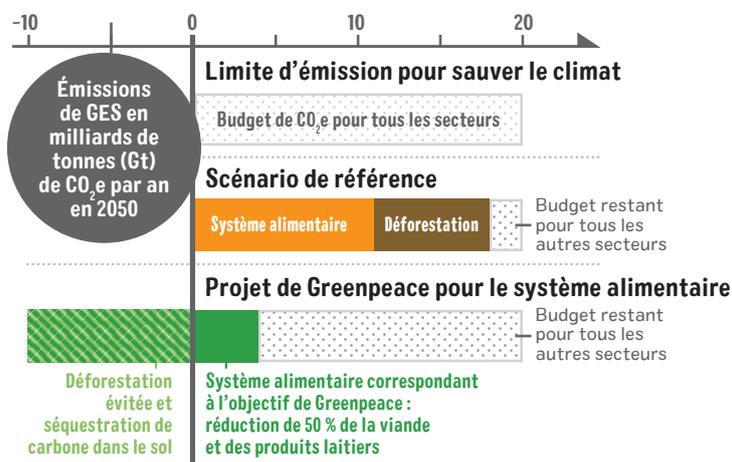 -10 0 10 20
Émissions
de GES en
milliards de
tonnes (Gt)
de CO₂e par an
en 2050
Limite d’émission pour sauver le climat
Budget de CO₂e pour tous les secteurs
Scénario de référence
Système alimentaire Déforestation
Budget restant
pour tous les
autres secteurs
Projet de Greenpeace pour le système alimentaire
Budget restant
pour tous les
autres secteurs
Déforestation
évitée et
séquestration de
carbone dans le sol
Système alimentaire correspondant
à l’objectif de Greenpeace :
réduction de 50 % de la viande
et des produits laitiers